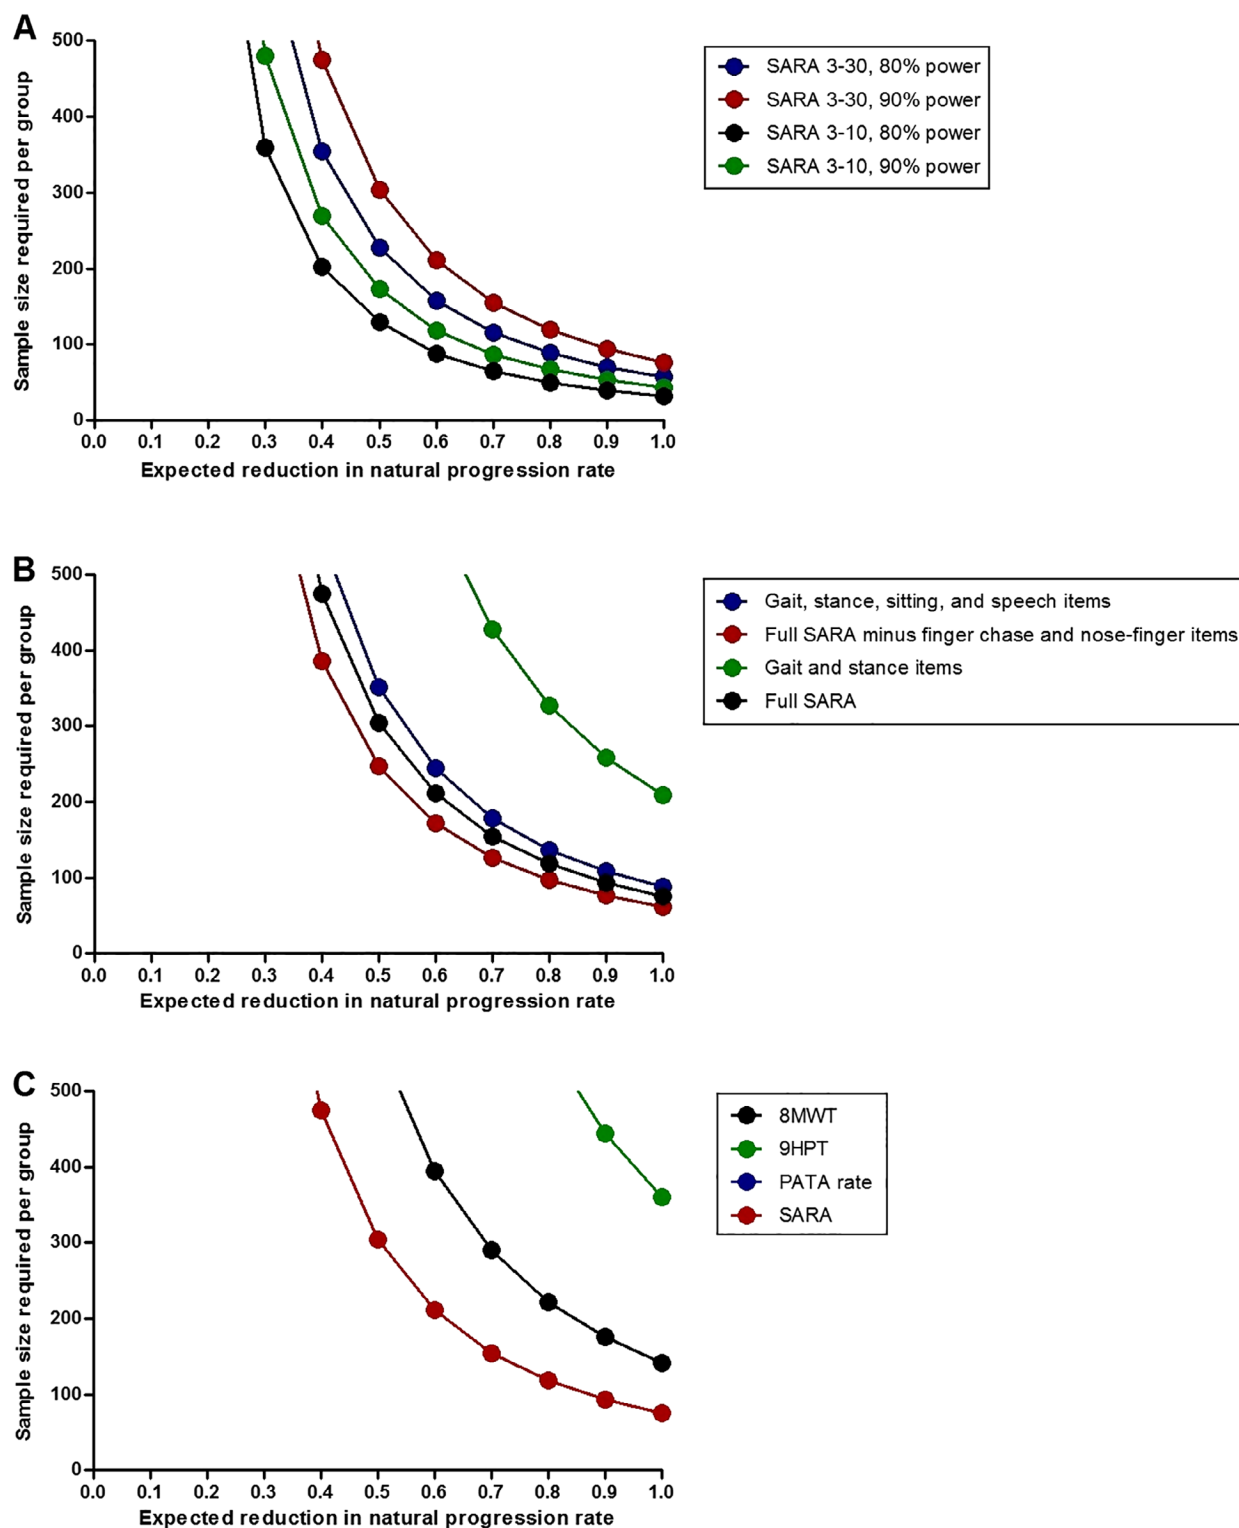 A
Sample size required per group
500
400
300
200
100
0
0.0 0.1 0.2 0.3 0.4 0.5 0.6 0.7 0.8 0.9 1.0
Expected reduction in natural progression rate
SARA 3-30, 80% power
SARA 3-30, 90% power
SARA 3-10, 80% power
SARA 3-10, 90% power
B
Sample size required per group
500
400
300
200
100
0
0.0 0.1 0.2 0.3 0.4 0.5 0.6 0.7 0.8 0.9 1.0
Expected reduction in natural progression rate
Gait, stance, sitting, and speech items
Full SARA minus finger chase and nose-finger items
Gait and stance items
Full SARA
C
Sample size required per group
500
400
300
200
100
0
0.0 0.1 0.2 0.3 0.4 0.5 0.6 0.7 0.8 0.9 1.0
Expected reduction in natural progression rate
8MWT
9HPT
PATA rate
SARA